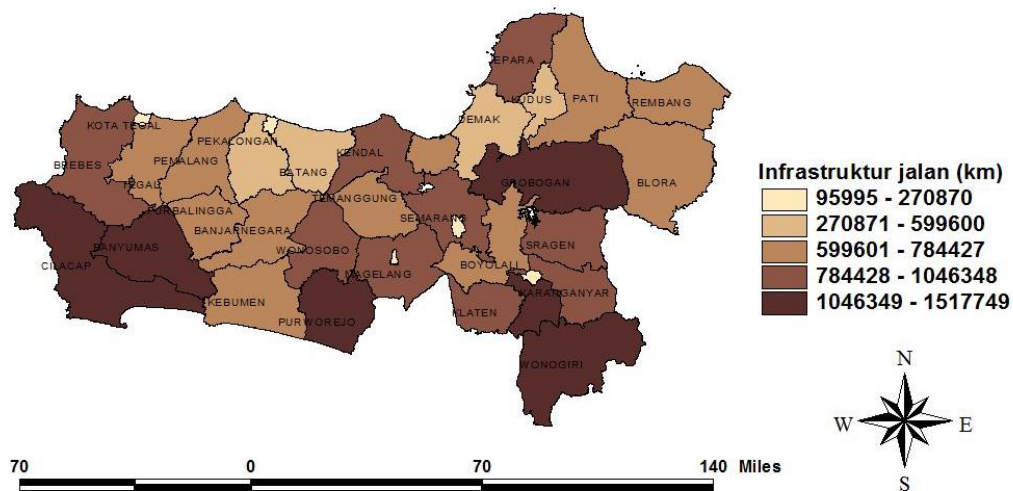 EPARA
KUDUS
PATI
REMBANG
DEMAK
KOTA TEGAL
PEKALONGAN
KENDAL
BREBES
PEMALANG
BATANG
GROBOGAN
BLORA
TEGAL
TEMANGGUNG
PURBALINGGA
SEMARANG
BANJARNEGARA
BANYUMAS
WONOSOBO
SRAGEN
CILACAP
MAGELANG
BOYOLALI
KEBUMEN
KARANGANYAR
PURWOREJO
KLATEN
WONOGIRI
Infrastruktur jalan (km)
95995 - 270870
270871 - 599600
599601 - 784427
784428 - 1046348
1046349 - 1517749
N
W E
S
70 0 70 140 Miles